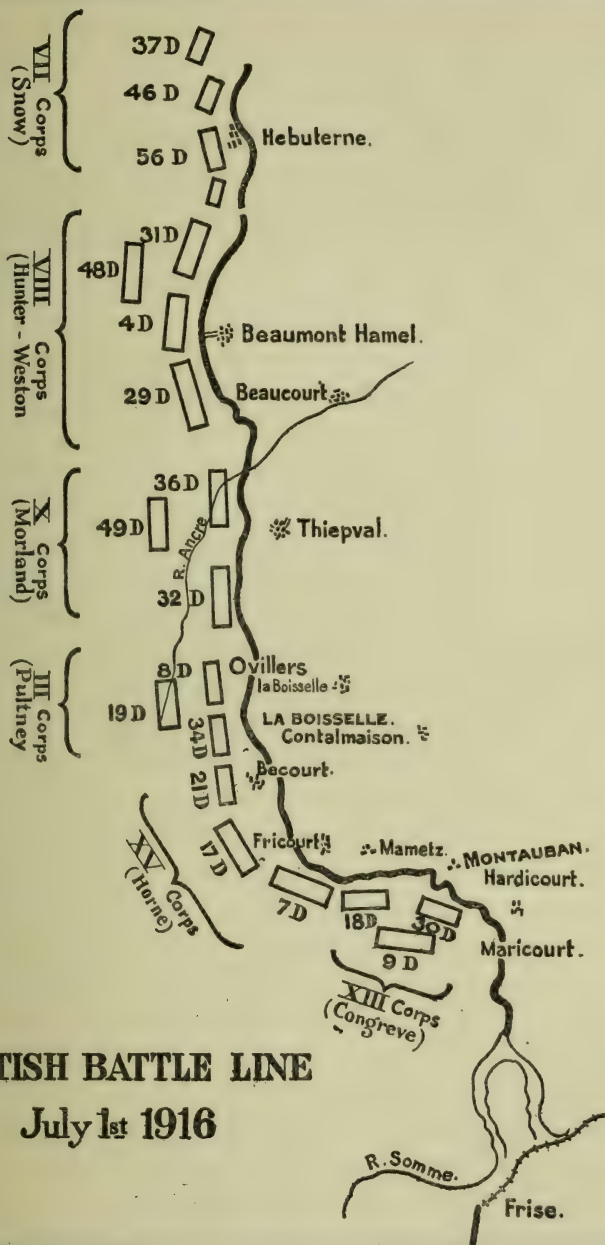 37D
46 D
56 D
VII Corps
(Snow)
Hebuterne.
31D
48D
4D
29D
VIII Corps
(Hunter - Weston
Beaumont Hamel.
Beaucourt
36D
49D
32D
X Corps
(Morland)
R. Ancre
Thiepval.
8D
19D
34D
III Corps
(Pultney)
Ovillers
la Boisselle
LA BOISSELLE.
Contalmaison.
21D
Becourt.
17D
7D
XV Corps
(Horne)
Fricourt
Mametz.
MONTAUBAN.
Hardicourt.
18D
30D
9D
Maricourt.
XIII Corps
(Congreve)
TISH BATTLE LINE
July 1st 1916
R. Somme.
Frise.